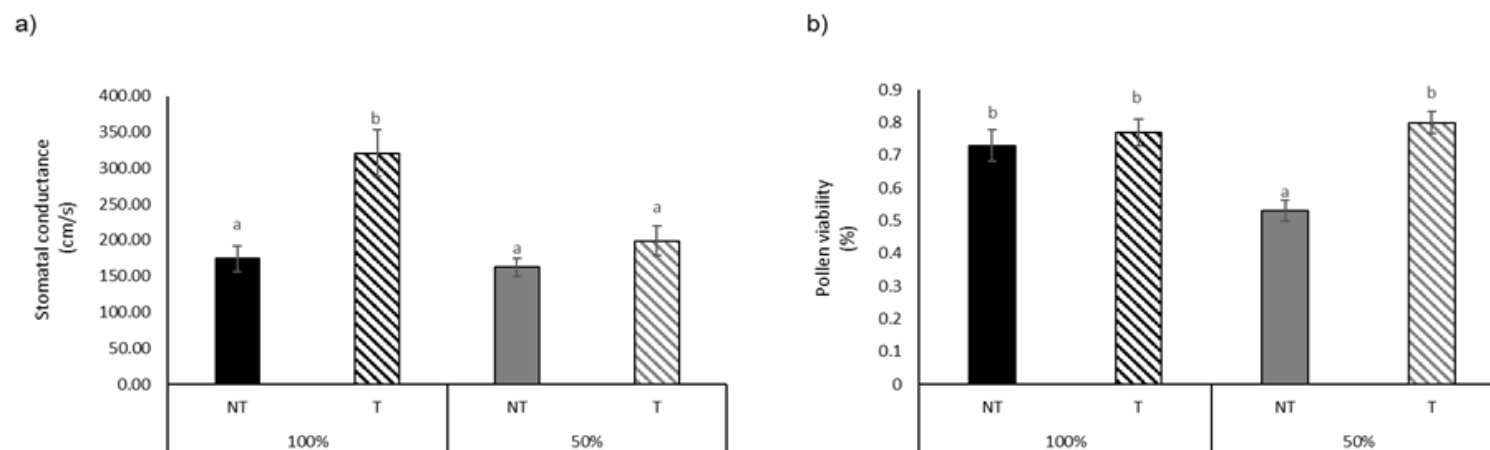 a)
Stomatal conductance
(cm/s)
400.00
350.00
300.00
250.00
200.00
150.00
100.00
50.00
0.00
a
b
a
a
NT
T
NT
T
100%
50%
b)
Pollen viability
(%)
0.9
0.8
0.7
0.6
0.5
0.4
0.3
0.2
0.1
0
b
b
a
b
NT
T
NT
T
100%
50%